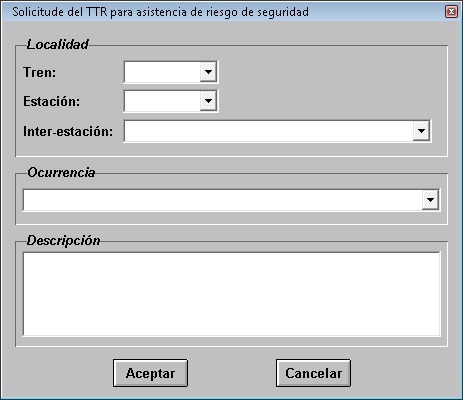 Solicitude del TTR para asistencia de riesgo de seguridad
Localidad
Tren:
Estación:
Inter-estación:
Ocurrencia
Descripción
Aceptar Cancelar